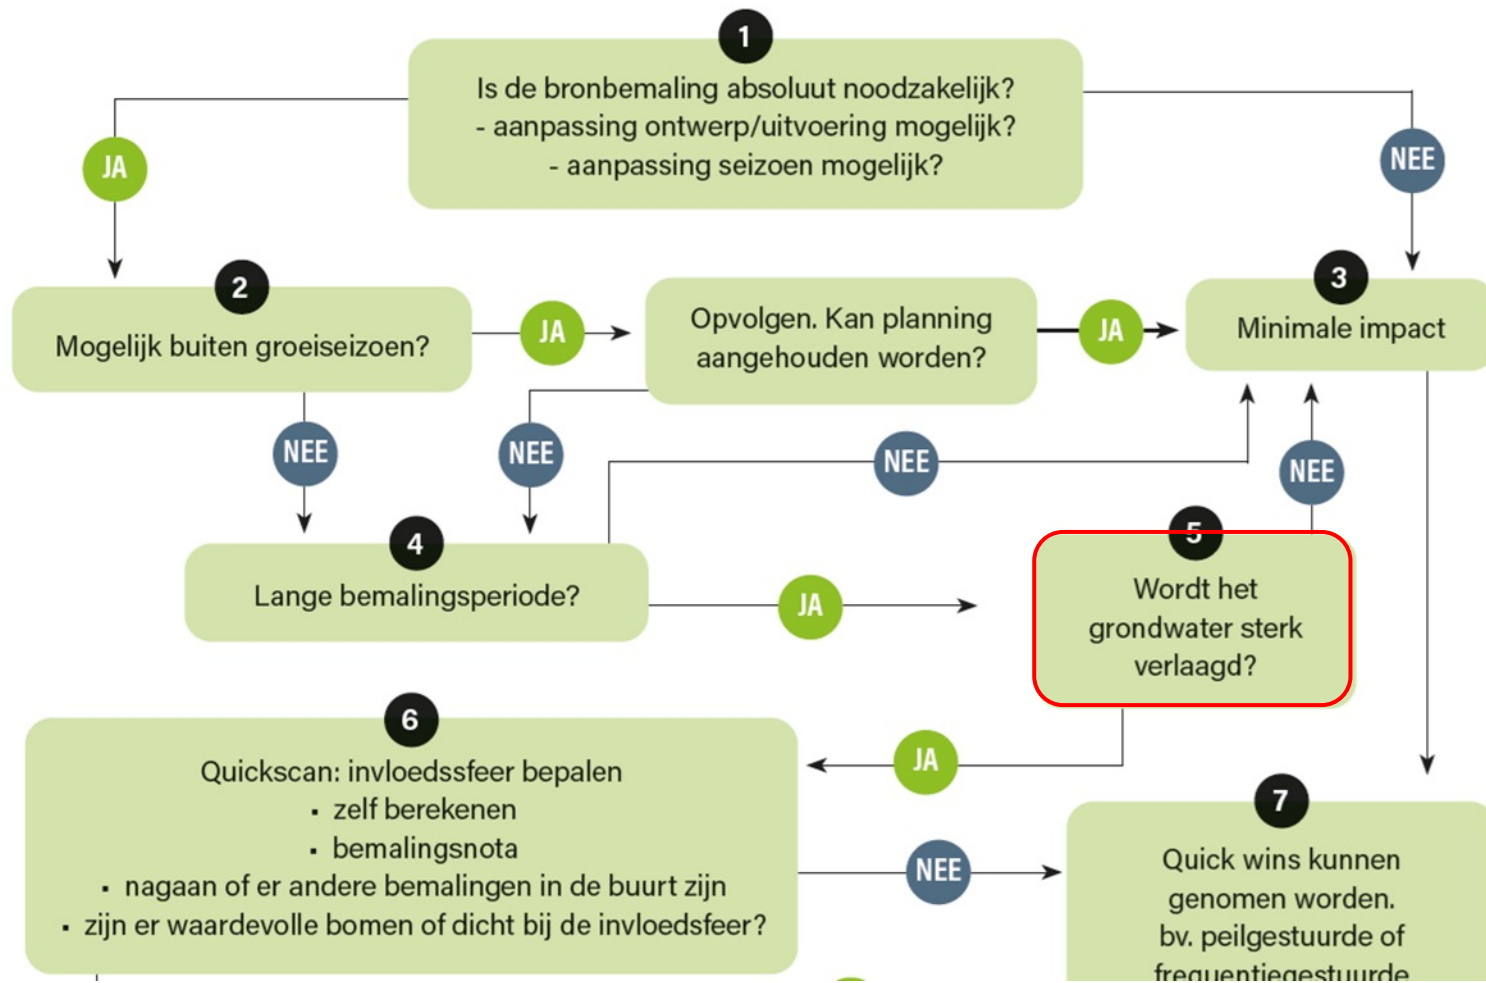 1
Is de bronbemaling absoluut noodzakelijk?
- aanpassing ontwerp/uitvoering mogelijk?
- aanpassing seizoen mogelijk?
JA
NEE
2
Mogelijk buiten groeiseizoen?
JA
Opvolgen. Kan planning
aangehouden worden?
JA
3
Minimale impact
NEE
NEE
NEE
NEE
4
Lange bemalingsperiode?
JA
5
Wordt het
grondwater sterk
verlaagd?
6
Quickscan: invloedssfeer bepalen
▪ zelf berekenen
▪ bemalingsnota
▪ nagaan of er andere bemalingen in de buurt zijn
▪ zijn er waardevolle bomen of dicht bij de invloedsfeer?
JA
NEE
7
Quick wins kunnen
genomen worden.
bv. peilgestuurde of
frequentiegestuurde